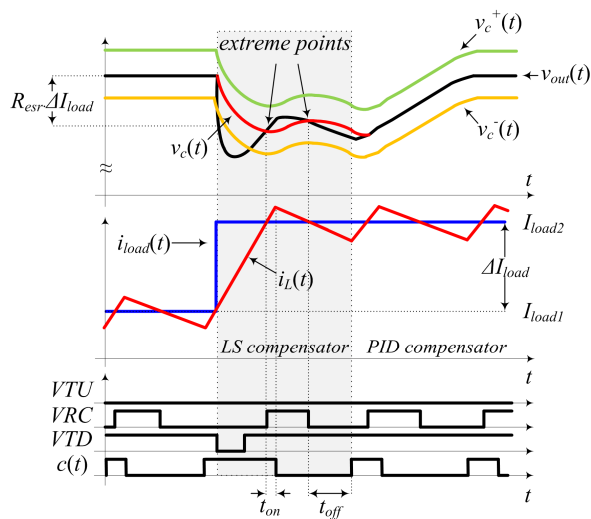 v_c^+(t)
extreme points
v_out(t)
R_esr·ΔI_load
v_c(t)
v_c^-(t)
≈
t
i_load(t)
I_load2
i_L(t)
ΔI_load
I_load1
LS compensator PID compensator
t
VTU
VRC
VTD
c(t)
t_on t_off t